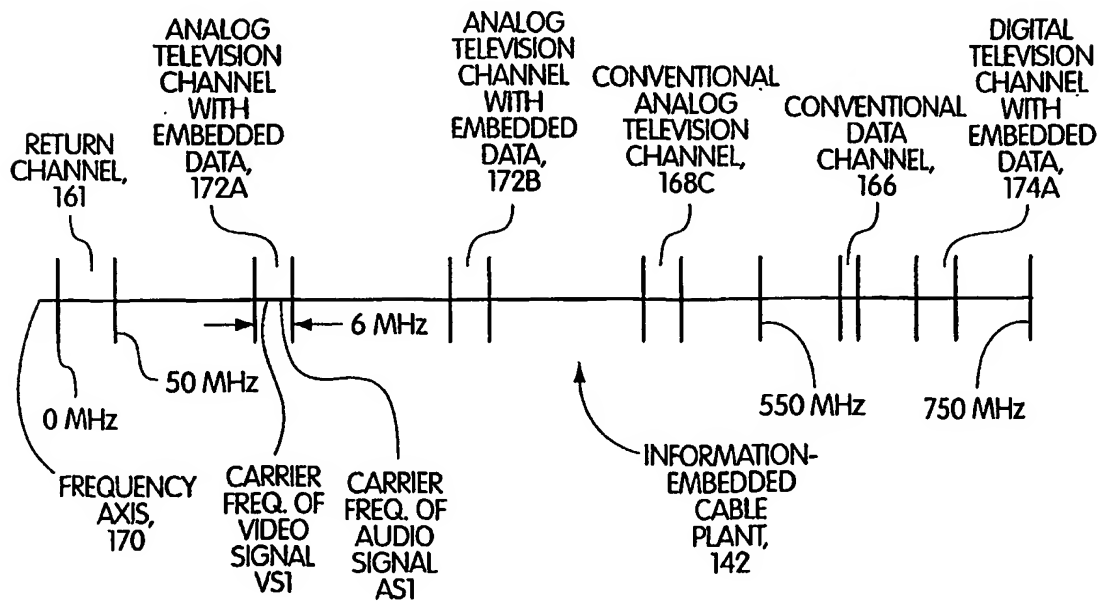 RETURN
CHANNEL,
161
ANALOG
TELEVISION
CHANNEL
WITH
EMBEDDED
DATA,
172A
ANALOG
TELEVISION
CHANNEL
WITH
EMBEDDED
DATA,
172B
CONVENTIONAL
ANALOG
TELEVISION
CHANNEL,
168C
CONVENTIONAL
DATA
CHANNEL,
166
DIGITAL
TELEVISION
CHANNEL
WITH
EMBEDDED
DATA,
174A
6 MHz
50 MHz
0 MHz
550 MHz
750 MHz
FREQUENCY
AXIS,
170
CARRIER
FREQ. OF
VIDEO
SIGNAL
VS1
CARRIER
FREQ. OF
AUDIO
SIGNAL
AS1
INFORMATION-
EMBEDDED
CABLE
PLANT,
142